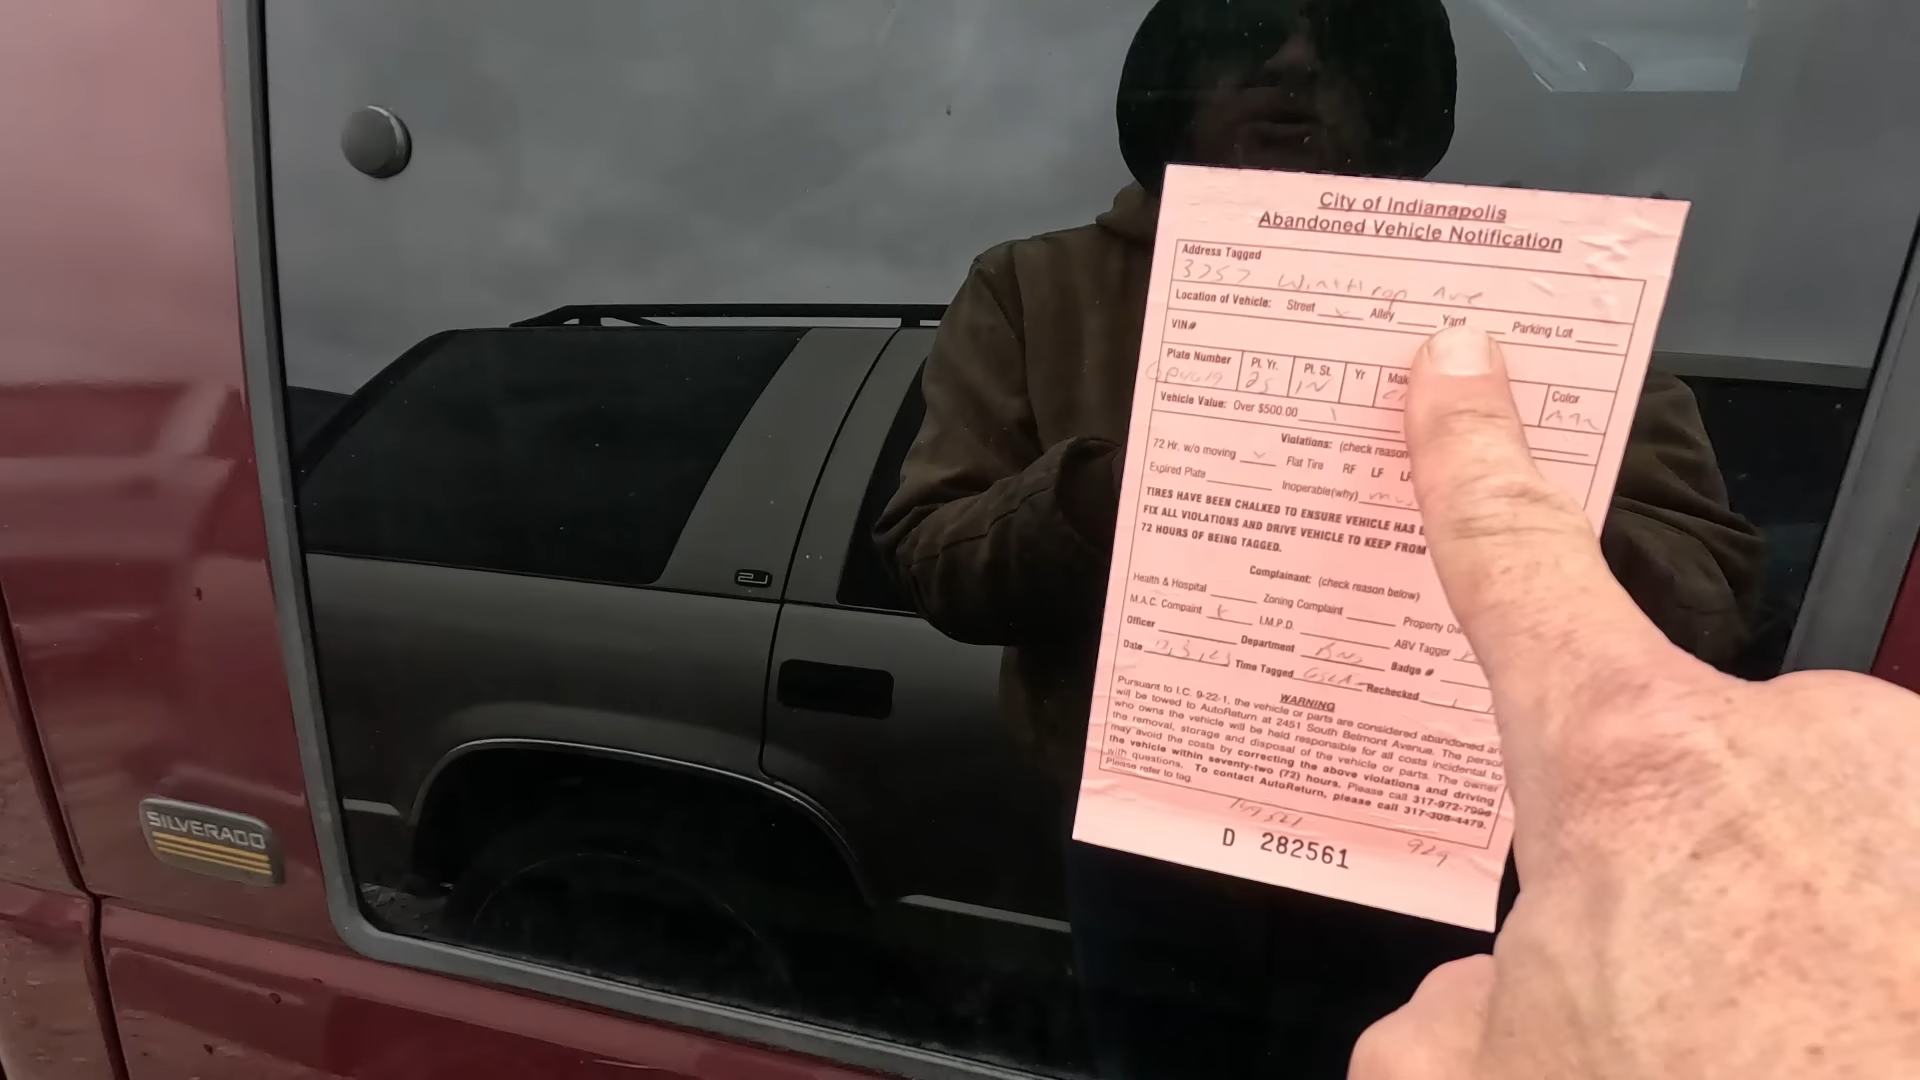 City of Indianapolis
Abandoned Vehicle Notification
Address Tagged
3757 Winthrop Ave
Location of Vehicle: Street Alley Yard Parking Lot
VIN#
Plate Number Pl. Yr. Pl. St. Yr Color
25 IN
Vehicle Value: Over $500.00
Violations: (check reason
72 Hr. w/o moving Flat Tire RF LF
Expired Plate Inoperable(why)
TIRES HAVE BEEN CHALKED TO ENSURE VEHICLE HAS
FIX ALL VIOLATIONS AND DRIVE VEHICLE TO KEEP FROM
72 HOURS OF BEING TAGGED.
Complainant: (check reason below)
Health & Hospital Zoning Complaint Property
M.A.C. Compaint I.M.P.D. ABV Tagger
Officer Department Badge #
Date Time Tagged Rechecked
WARNING
Pursuant to I.C. 9-22-1, the vehicle or parts are considered abandoned
will be towed to AutoReturn at 2451 South Belmont Avenue. The person
who owns the vehicle will be held responsible for all costs incidental to
the removal, storage and disposal of the vehicle or parts. The owner
may avoid the costs by correcting the above violations and driving
the vehicle within seventy-two (72) hours. Please call
with questions. To contact AutoReturn, please call 317-308-4479.
Please refer to tag
929
D 282561
SILVERADO